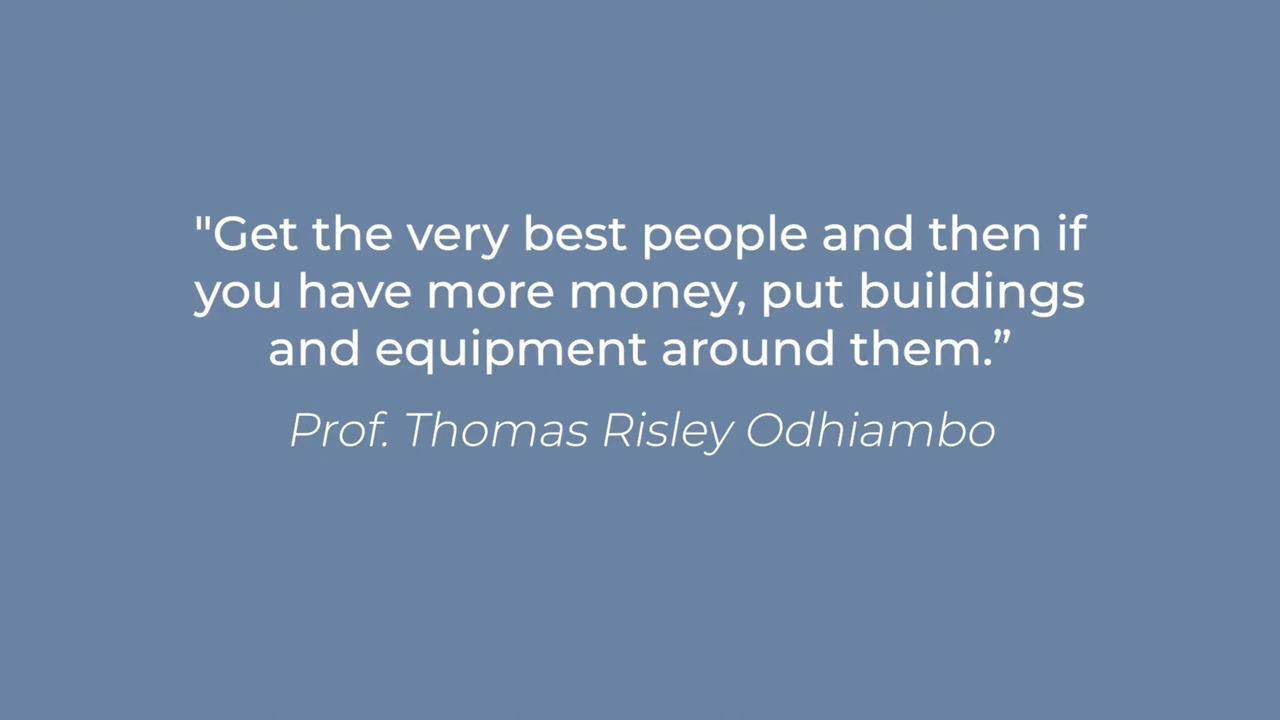 "Get the very best people and then if
you have more money, put buildings
and equipment around them.”
Prof. Thomas Risley Odhiambo